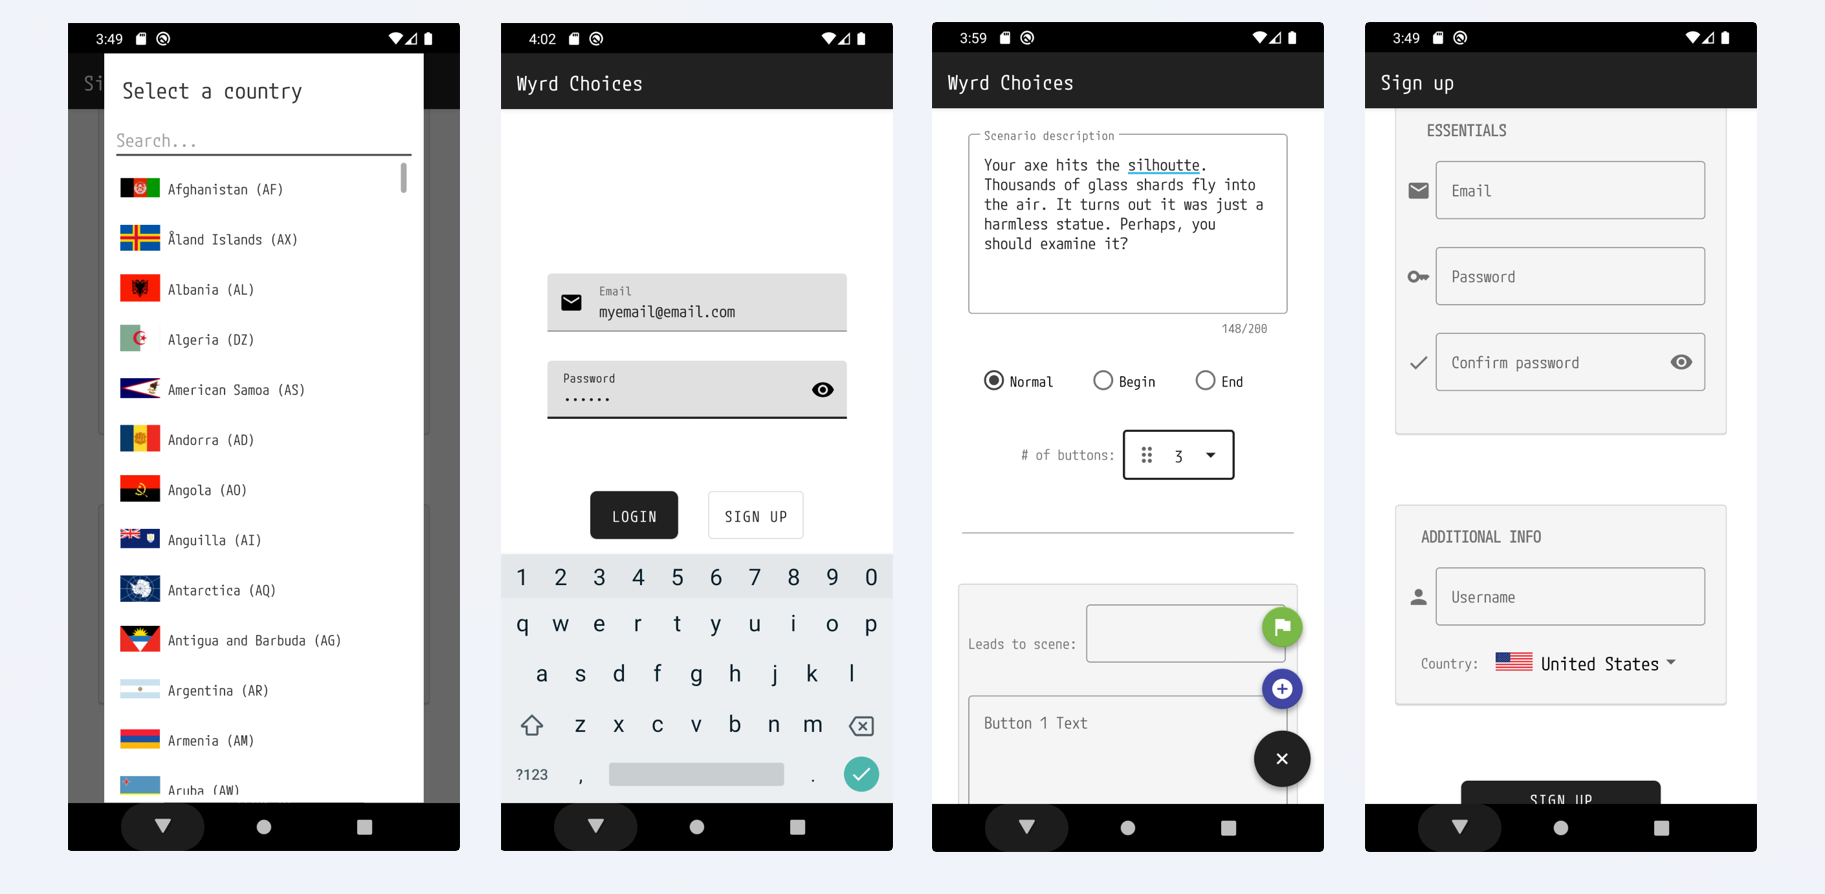 3:49
Si
Select a country
Search...
Afghanistan (AF)
Åland Islands (AX)
Albania (AL)
Algeria (DZ)
American Samoa (AS)
Andorra (AD)
Angola (AO)
Anguilla (AI)
Antarctica (AQ)
Antigua and Barbuda (AG)
Argentina (AR)
Armenia (AM)
Aruba (AW)
4:02
Wyrd Choices
Email
myemail@email.com
Password
••••••
LOGIN
SIGN UP
1 2 3 4 5 6 7 8 9 0
q w e r t y u i o p
a s d f g h j k l
z x c v b n m
?123 , .
3:59
Wyrd Choices
Scenario description
Your axe hits the silhoutte.
Thousands of glass shards fly into
the air. It turns out it was just a
harmless statue. Perhaps, you
should examine it?
148/200
Normal Begin End
# of buttons: 3
Leads to scene:
Button 1 Text
3:49
Sign up
ESSENTIALS
Email
Password
Confirm password
ADDITIONAL INFO
Username
Country: United States
SIGN UP